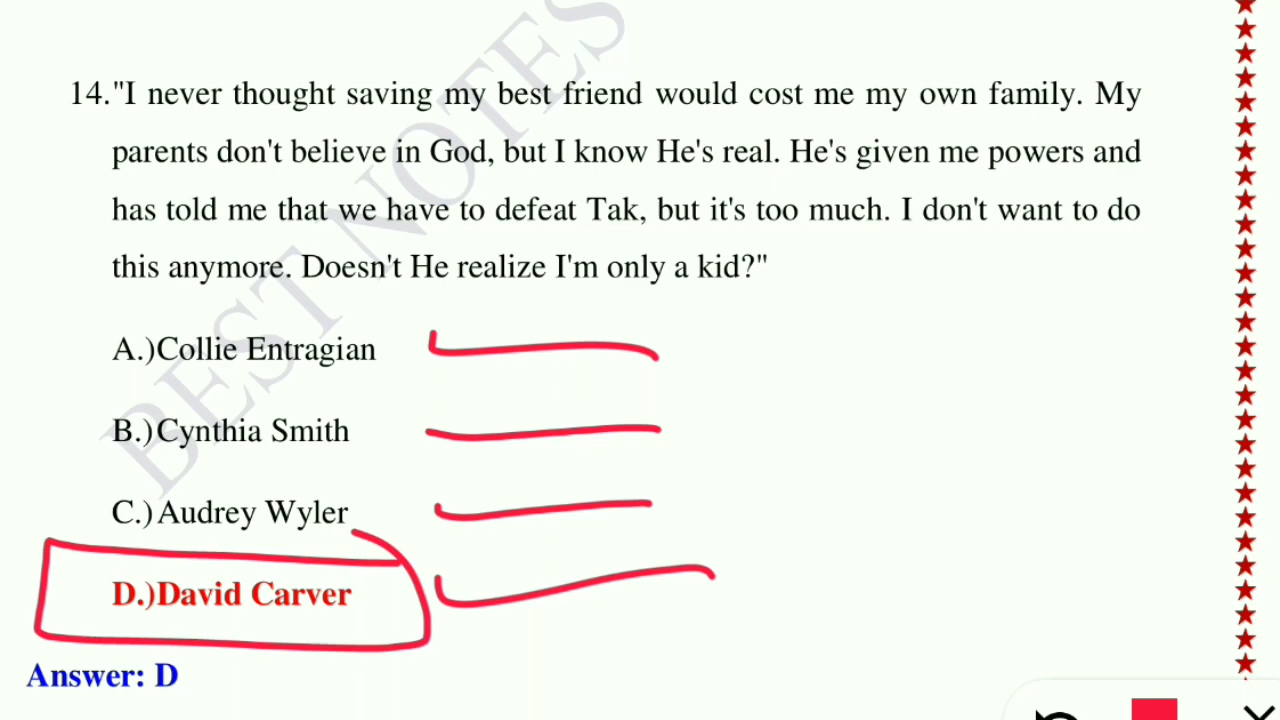 14."I never thought saving my best friend would cost me my own family. My
parents don't believe in God, but I know He's real. He's given me powers and
has told me that we have to defeat Tak, but it's too much. I don't want to do
this anymore. Doesn't He realize I'm only a kid?"
A.)Collie Entragian
B.)Cynthia Smith
C.)Audrey Wyler
D.)David Carver
Answer: D
BEST NOTES